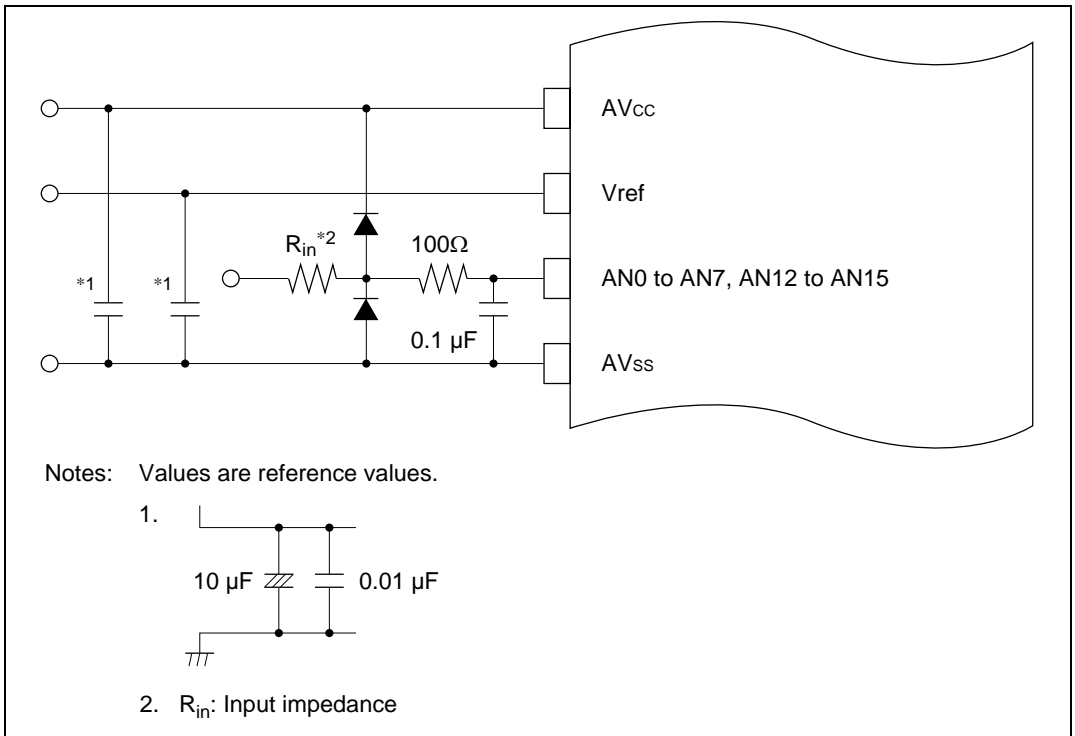 AVcc
Vref
Rin*2 100Ω
*1 *1 AN0 to AN7, AN12 to AN15
0.1 µF
AVss
Notes: Values are reference values.
1.
10 µF 0.01 µF
2. Rin: Input impedance